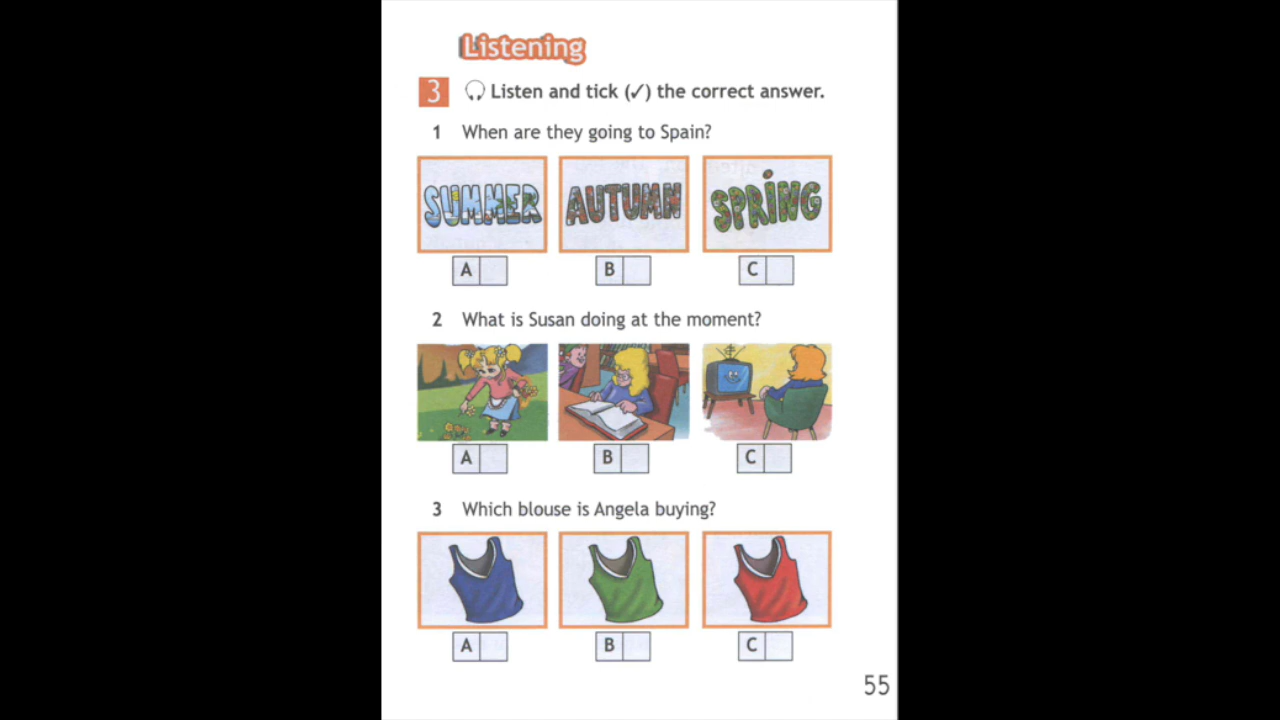 Listening
3 Listen and tick (✓) the correct answer.
1 When are they going to Spain?
SUMMER AUTUMN SPRING
A B C
2 What is Susan doing at the moment?
A B C
3 Which blouse is Angela buying?
A B C
55